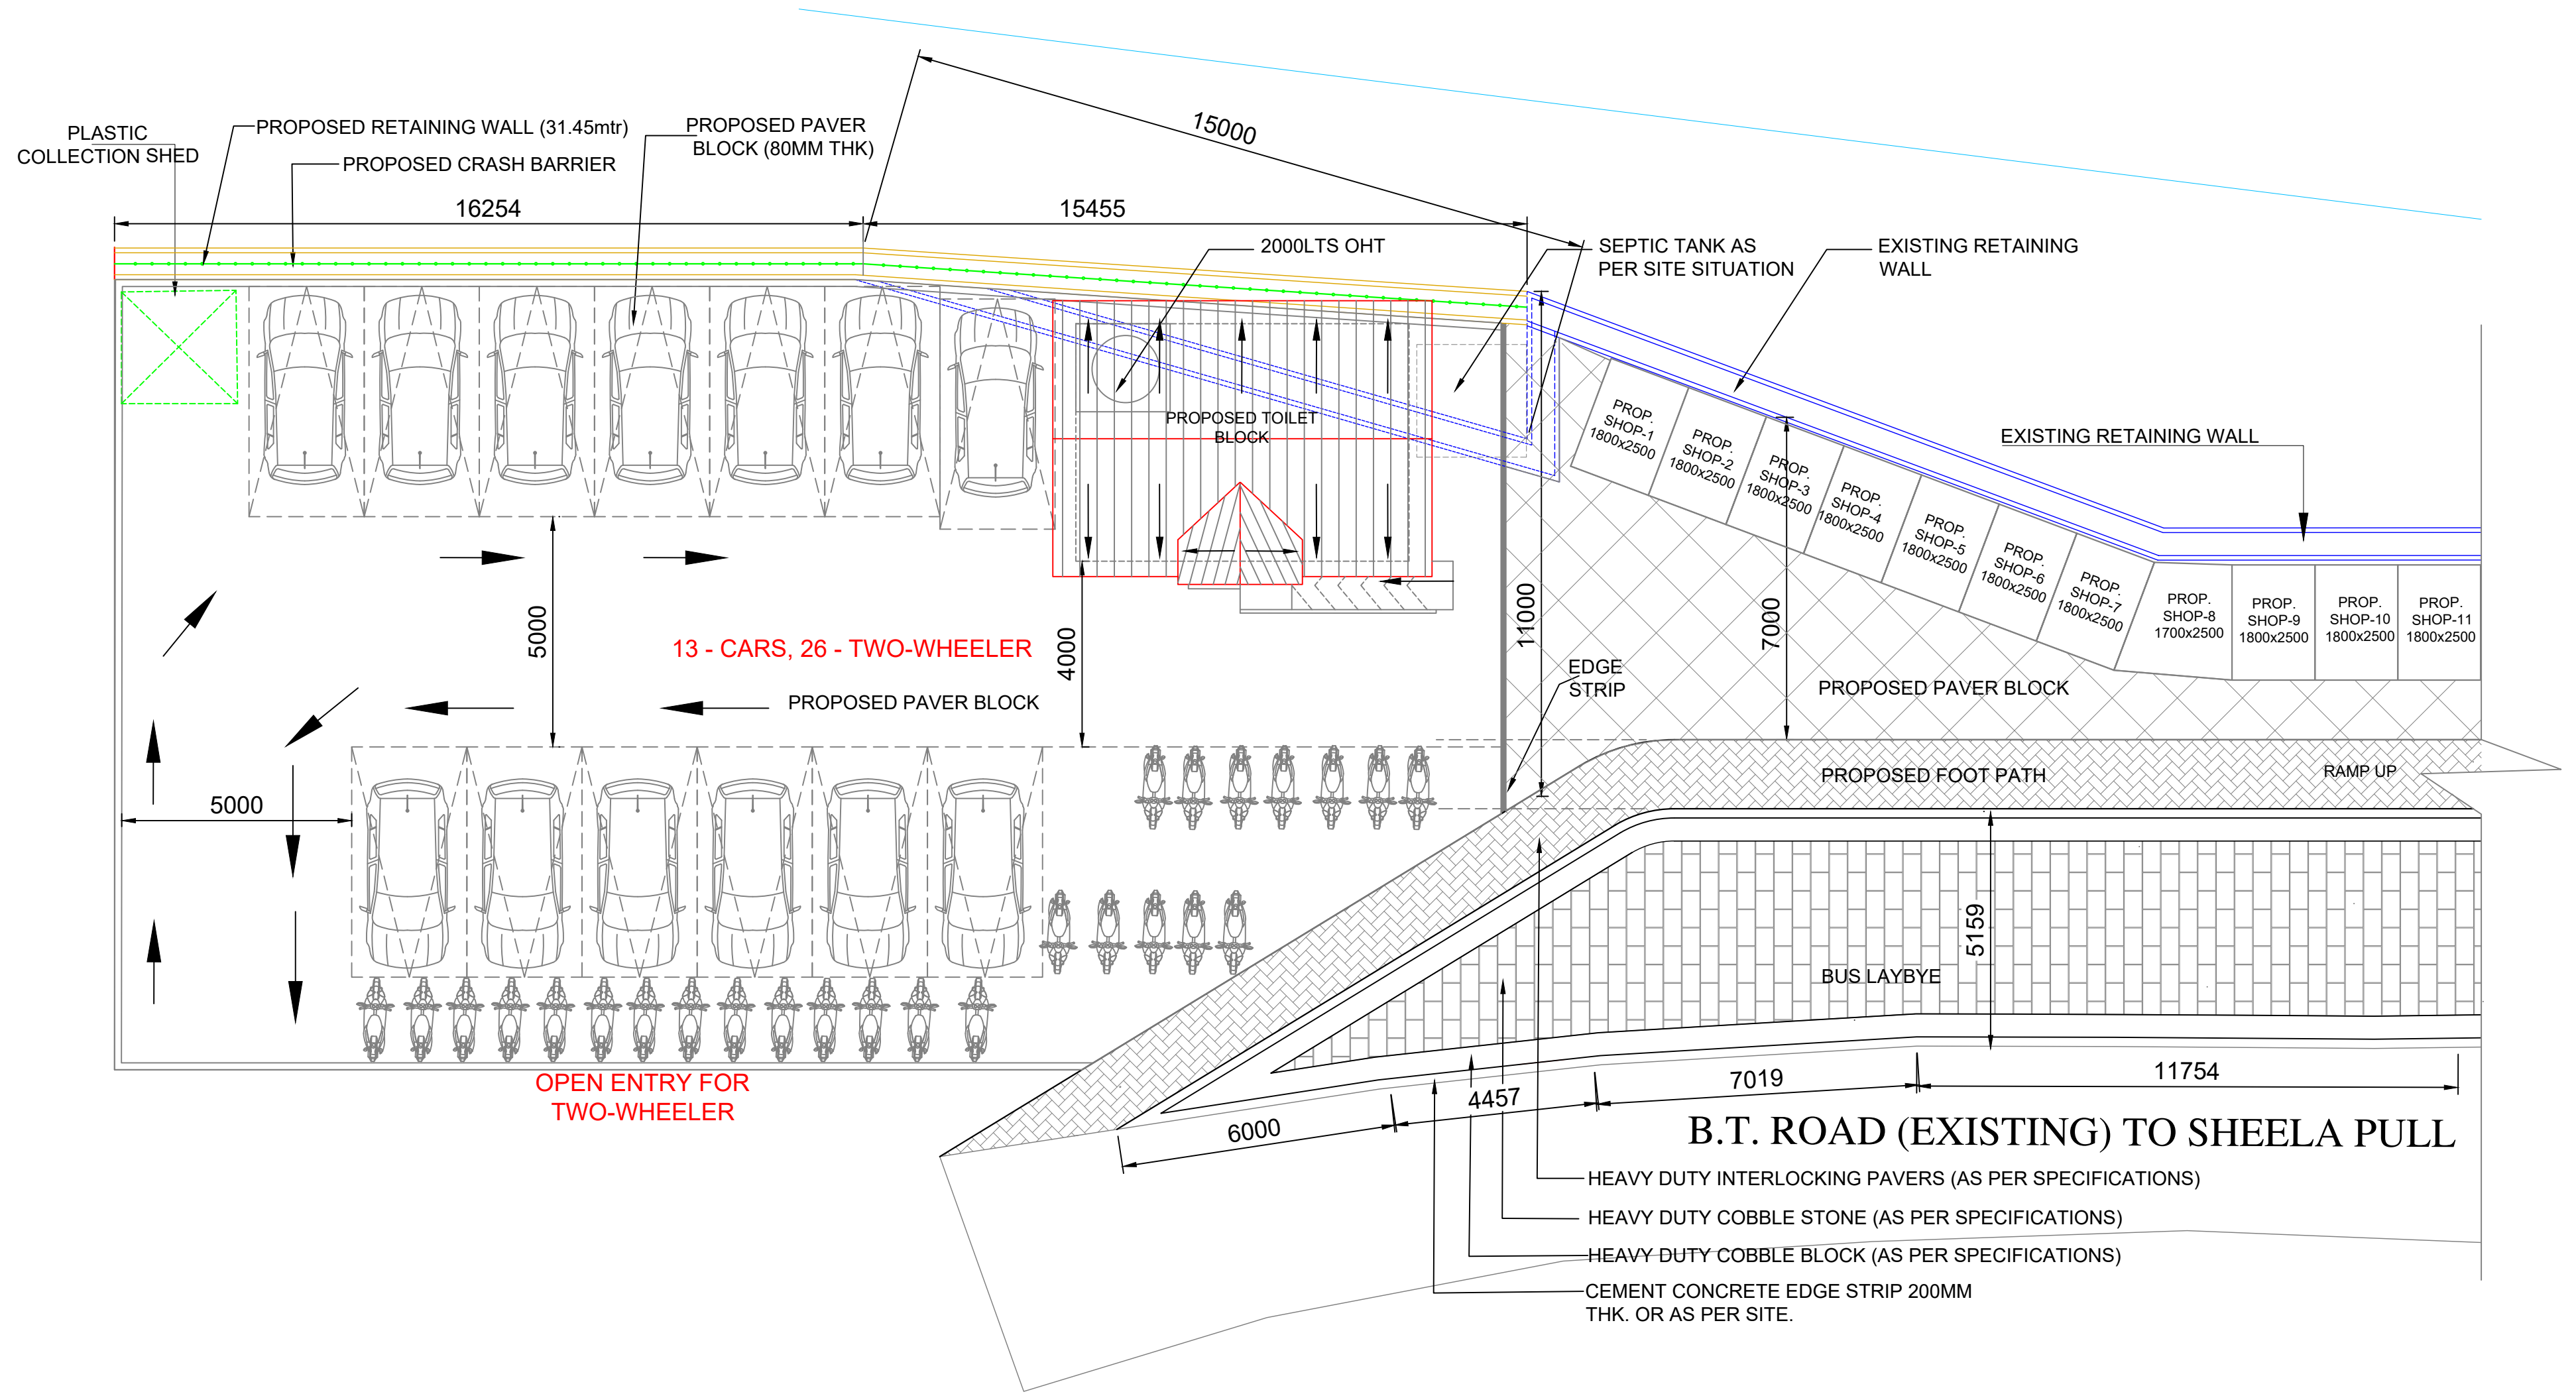 15000
PLASTIC
COLLECTION SHED
PROPOSED RETAINING WALL (31.45mtr)
PROPOSED CRASH BARRIER
PROPOSED PAVER
BLOCK (80MM THK)
16254
15455
2000LTS OHT
SEPTIC TANK AS
PER SITE SITUATION
EXISTING RETAINING
WALL
PROPOSED TOILET
BLOCK
EXISTING RETAINING WALL
PROP.
SHOP-1
1800x2500
PROP.
SHOP-2
1800x2500
PROP.
SHOP-3
1800x2500
PROP.
SHOP-4
1800x2500
PROP.
SHOP-5
1800x2500
PROP.
SHOP-6
1800x2500
PROP.
SHOP-7
1800x2500
PROP.
SHOP-8
1700x2500
PROP.
SHOP-9
1800x2500
PROP.
SHOP-10
1800x2500
PROP.
SHOP-11
1800x2500
5000
13 - CARS, 26 - TWO-WHEELER
4000
11000
7000
EDGE
STRIP
PROPOSED PAVER BLOCK
PROPOSED PAVER BLOCK
PROPOSED FOOT PATH
RAMP UP
5000
5159
BUS LAYBYE
OPEN ENTRY FOR
TWO-WHEELER
6000
4457
7019
11754
B.T. ROAD (EXISTING) TO SHEELA PULL
HEAVY DUTY INTERLOCKING PAVERS (AS PER SPECIFICATIONS)
HEAVY DUTY COBBLE STONE (AS PER SPECIFICATIONS)
HEAVY DUTY COBBLE BLOCK (AS PER SPECIFICATIONS)
CEMENT CONCRETE EDGE STRIP 200MM
THK. OR AS PER SITE.